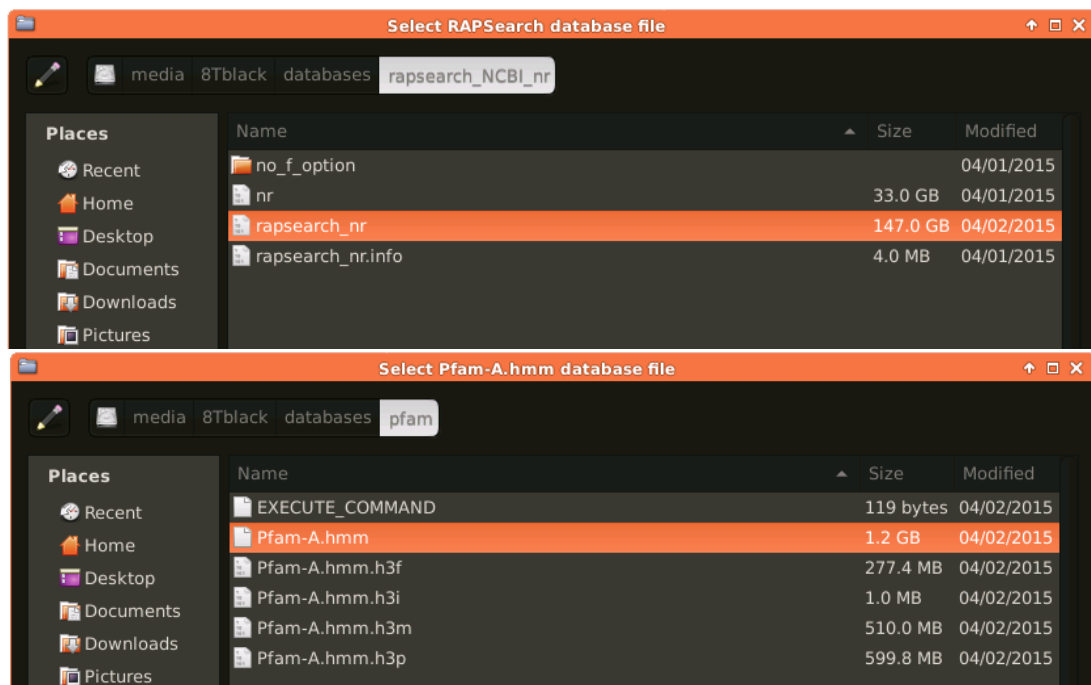 Select RAPSearch database file
media 8Tblack databases rapsearch_NCBI_nr
Places Name Size Modified
Recent no_f_option 04/01/2015
Home nr 33.0 GB 04/01/2015
Desktop rapsearch_nr 147.0 GB 04/02/2015
Documents rapsearch_nr.info 4.0 MB 04/01/2015
Downloads
Pictures
Select Pfam-A.hmm database file
media 8Tblack databases pfam
Places Name Size Modified
Recent EXECUTE_COMMAND 119 bytes 04/02/2015
Home Pfam-A.hmm 1.2 GB 04/02/2015
Desktop Pfam-A.hmm.h3f 277.4 MB 04/02/2015
Documents Pfam-A.hmm.h3i 1.0 MB 04/02/2015
Downloads Pfam-A.hmm.h3m 510.0 MB 04/02/2015
Pictures Pfam-A.hmm.h3p 599.8 MB 04/02/2015